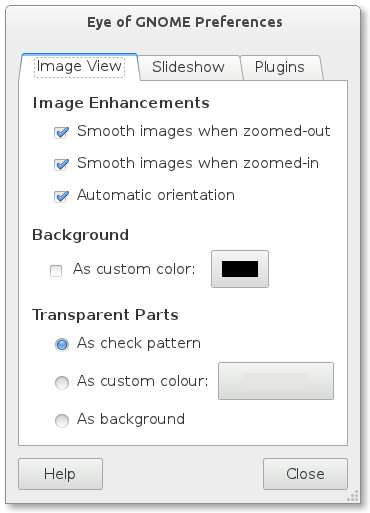 Eye of GNOME Preferences
Image View Slideshow Plugins
Image Enhancements
Smooth images when zoomed-out
Smooth images when zoomed-in
Automatic orientation
Background
As custom color:
Transparent Parts
As check pattern
As custom colour:
As background
Help Close